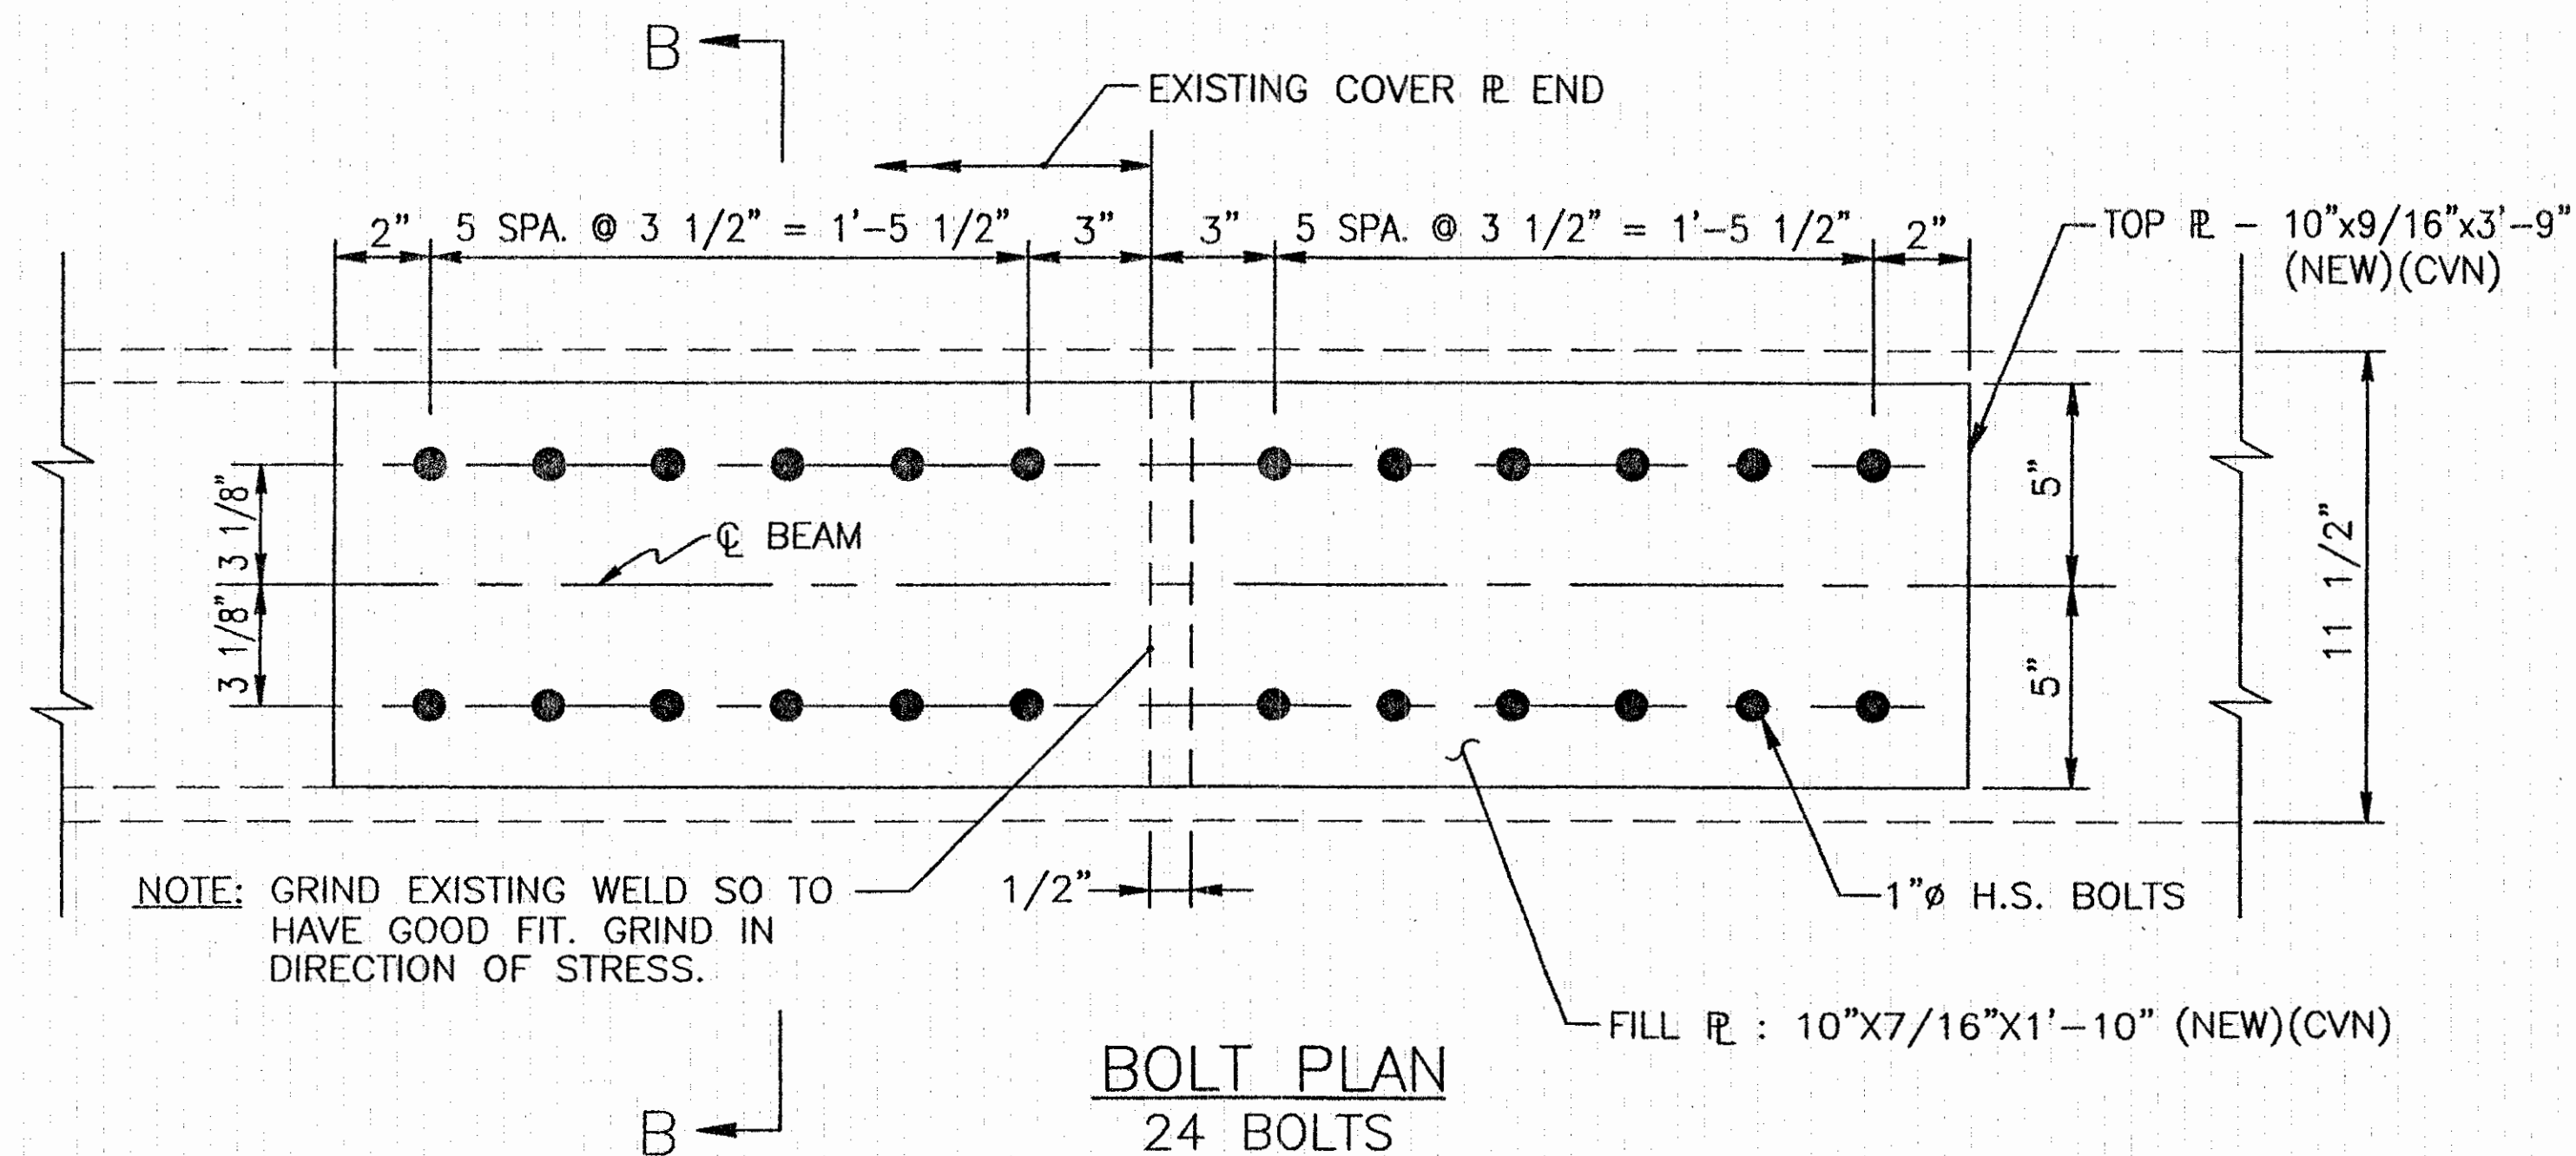 B
EXISTING COVER ℙL END
2" 5 SPA. @ 3 1/2" = 1'-5 1/2" 3" 3" 5 SPA. @ 3 1/2" = 1'-5 1/2" 2"
TOP ℙL - 10"x9/16"x3'-9"
(NEW)(CVN)
3 1/8"
3 1/8"
℄ BEAM
5"
5"
11 1/2"
NOTE: GRIND EXISTING WELD SO TO
HAVE GOOD FIT. GRIND IN
DIRECTION OF STRESS.
1/2"
1"ø H.S. BOLTS
FILL ℙL : 10"X7/16"X1'-10" (NEW)(CVN)
BOLT PLAN
24 BOLTS
B